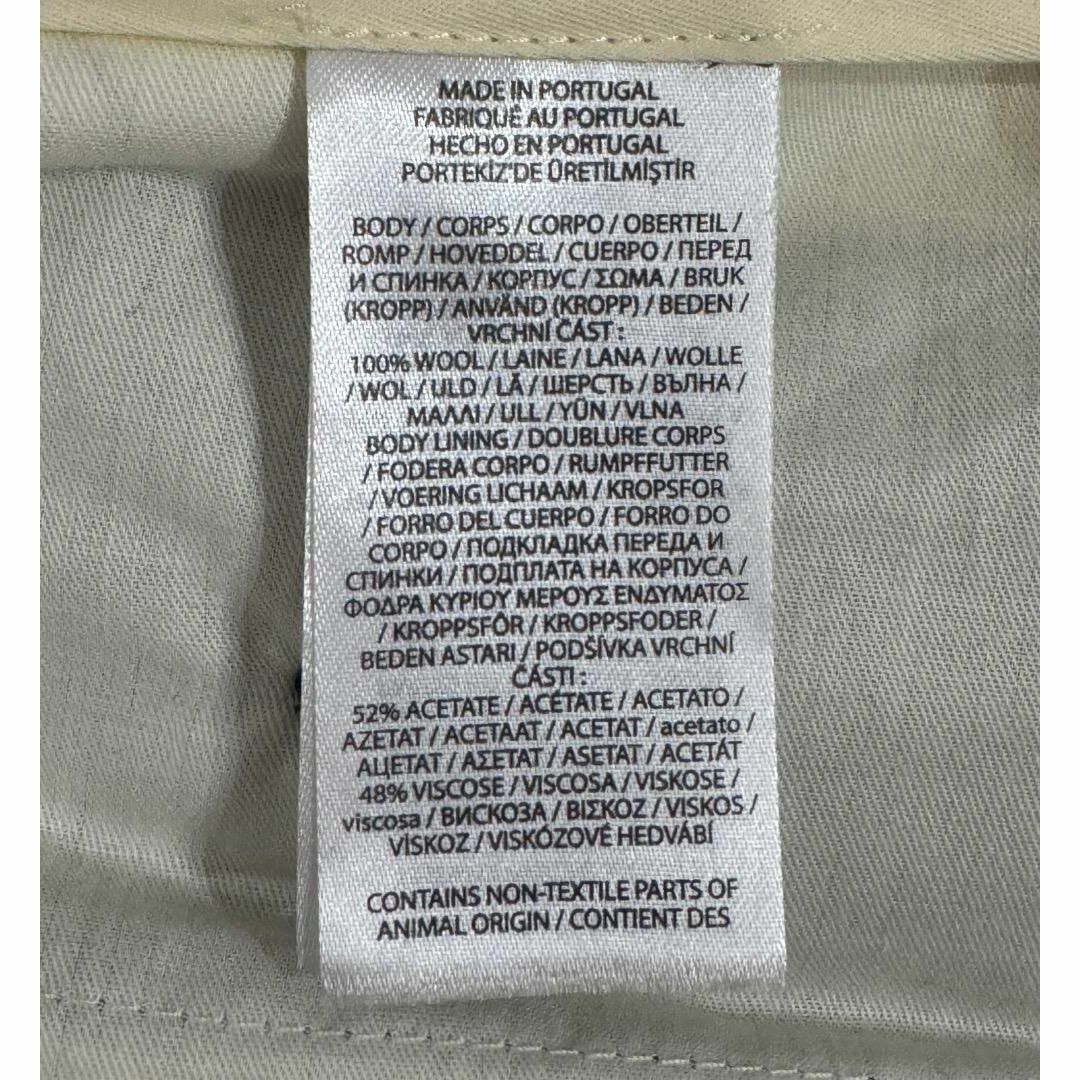 MADE IN PORTUGAL
FABRIQUÉ AU PORTUGAL
HECHO EN PORTUGAL
PORTEKİZ'DE ÜRETİLMİŞTİR
BODY / CORPS / CORPO / OBERTEIL /
ROMP / HOVEDDEL / CUERPO / ПЕРЕД
И СПИНКА / КОРПУС / ΣΩΜΑ / BRUK
(KROPP) / ANVÄND (KROPP) / BEDEN /
VRCHNÍ ČÁST :
100% WOOL / LAINE / LANA / WOLLE
/ WOL / ULD / LÃ / ШЕРСТЬ / ВЪЛНА /
ΜΑΛΛΙ / ULL / YÜN / VLNA
BODY LINING / DOUBLURE CORPS
/ FODERA CORPO / RUMPFFUTTER
/ VOERING LICHAAM / KROPSFOR
/ FORRO DEL CUERPO / FORRO DO
CORPO / ПОДКЛАДКА ПЕРЕДА И
СПИНКИ / ПОДПЛАТА НА КОРПУСА /
ΦΟΔΡΑ ΚΥΡΙΟΥ ΜΕΡΟΥΣ ΕΝΔΥΜΑΤΟΣ
/ KROPPSFÔR / KROPPSFODER /
BEDEN ASTARI / PODŠÍVKA VRCHNÍ
ČÁSTI :
52% ACETATE / ACÉTATE / ACETATO /
AZETAT / ACETAAT / ACETAT / acetato /
АЦЕТАТ / ΑΣΕΤΑΤ / ASETAT / ACETÁT
48% VISCOSE / VISCOSA / VISKOSE /
viscosa / ВИСКОЗА / ΒΙΣΚΟΖ / VISKOS /
VİSKOZ / VISKÓZOVÉ HEDVÁBÍ
CONTAINS NON-TEXTILE PARTS OF
ANIMAL ORIGIN / CONTIENT DES